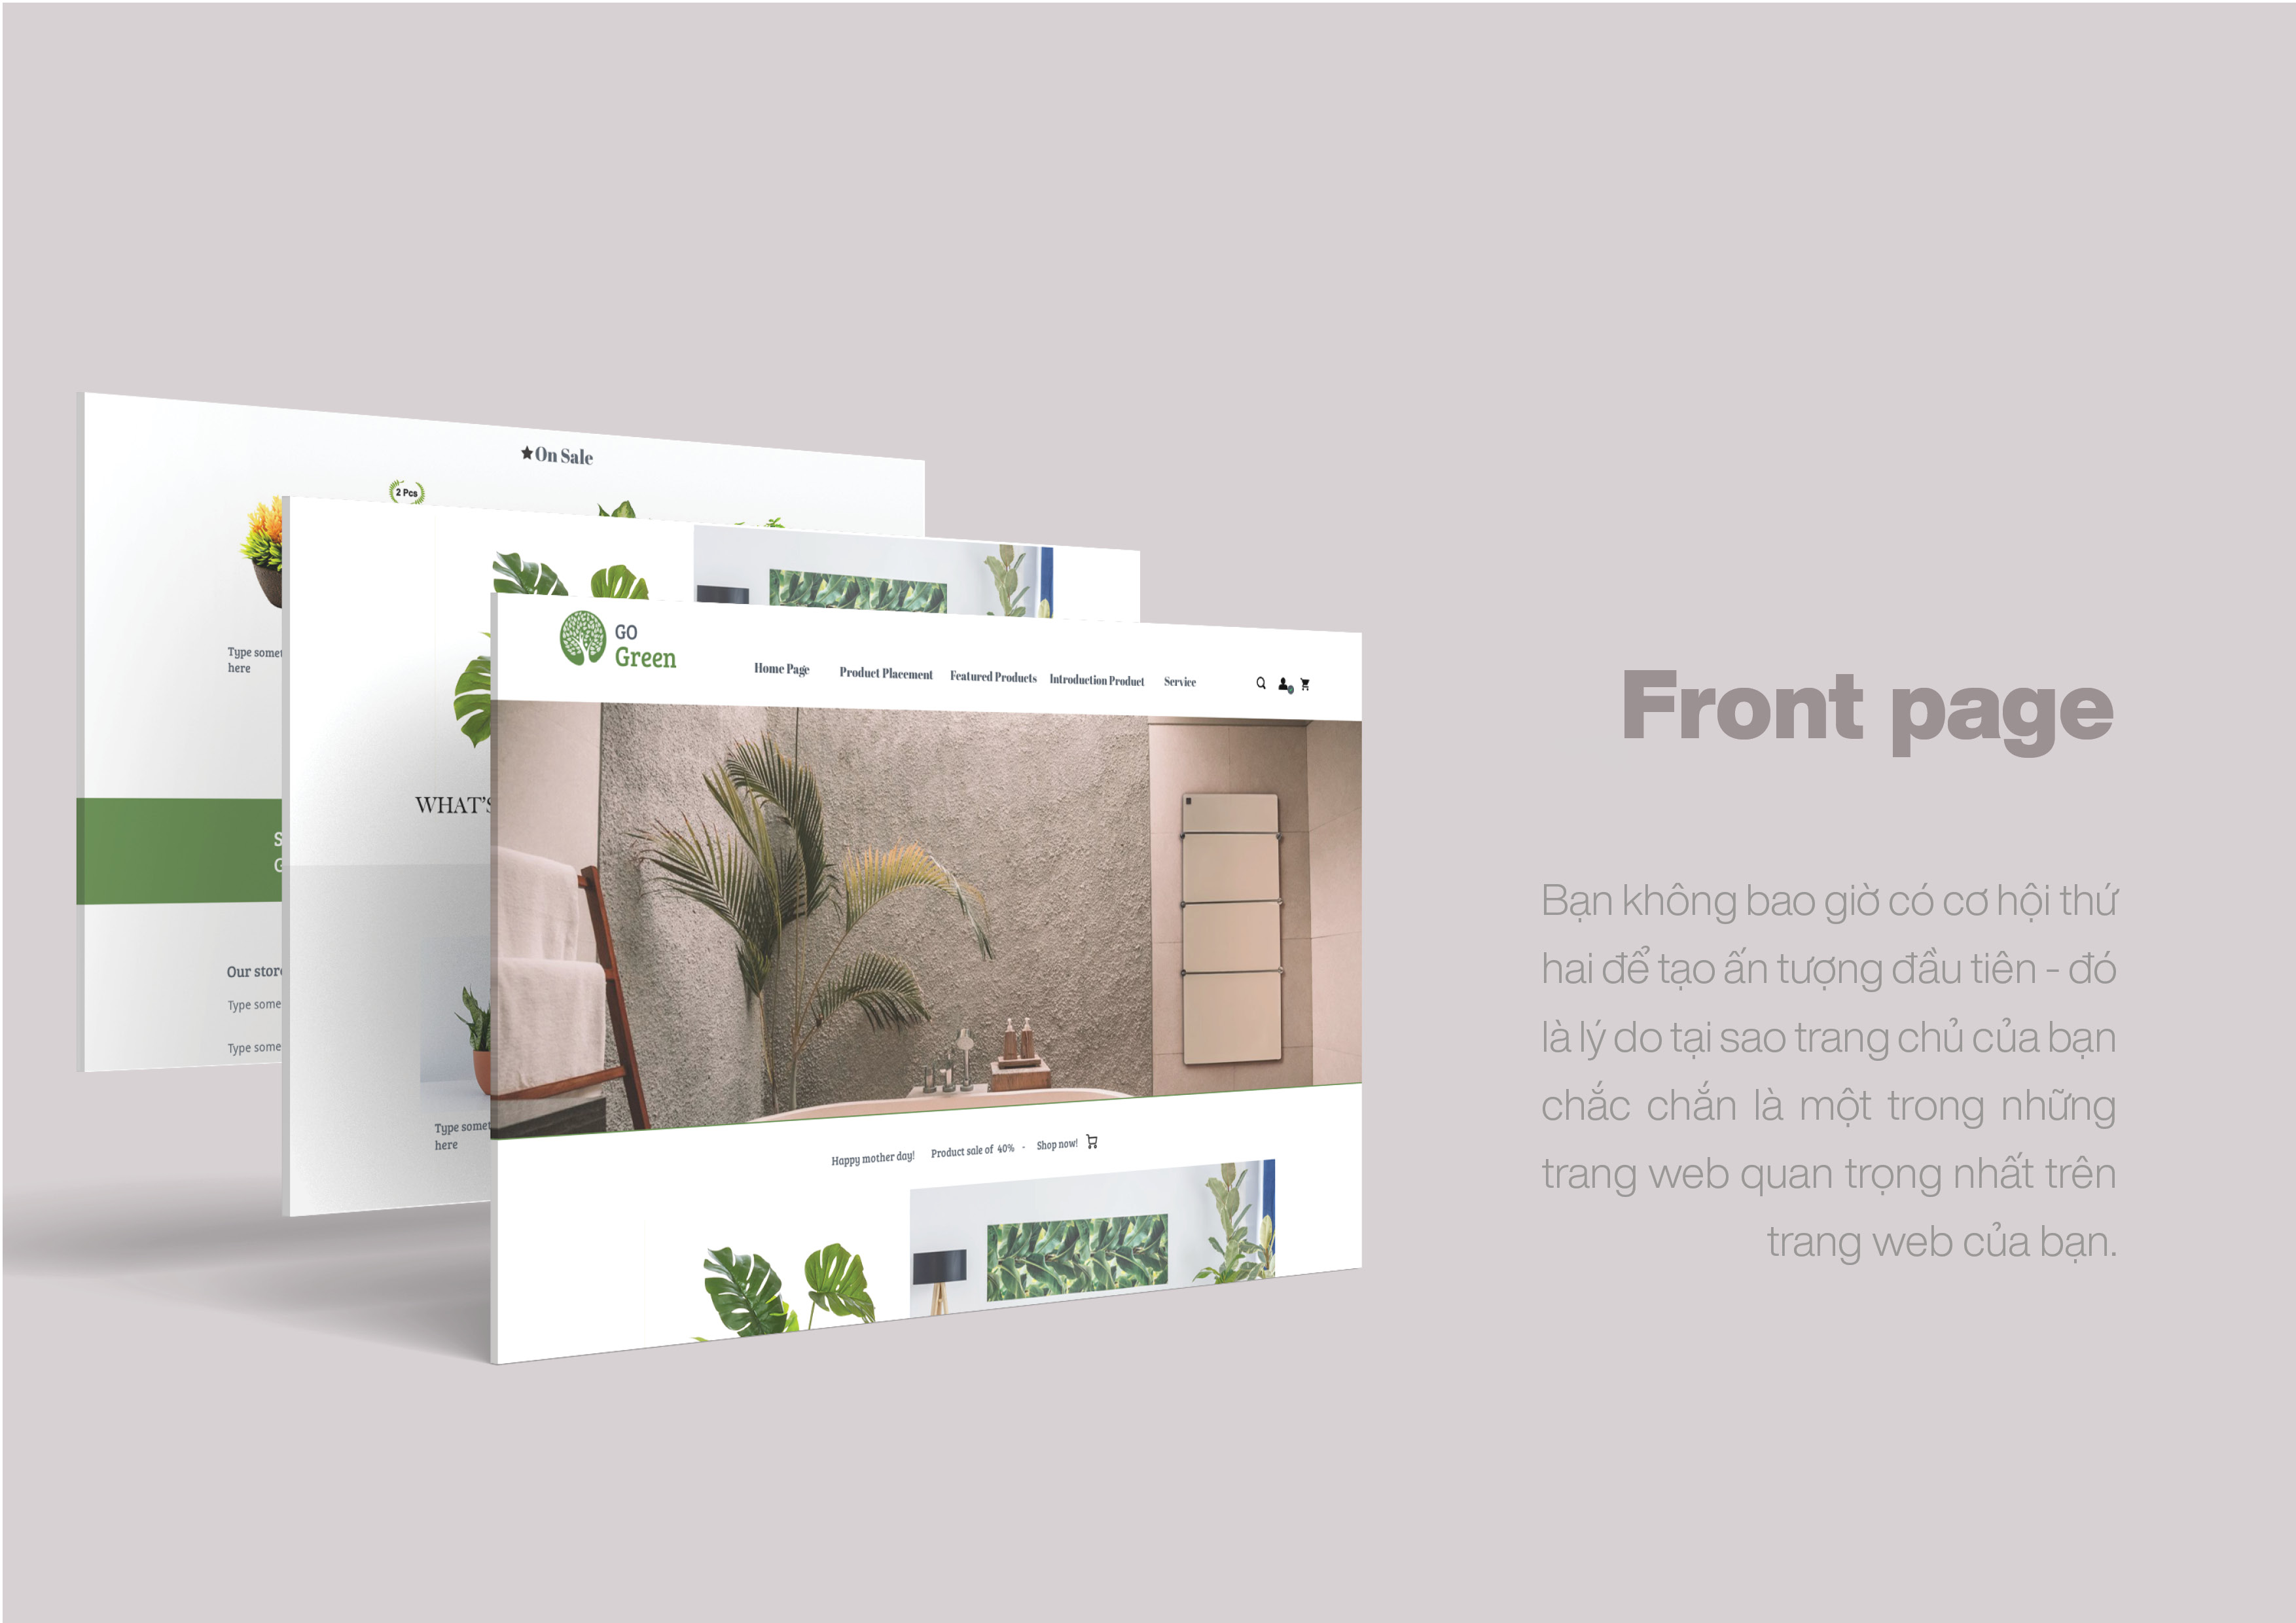 ★On Sale
2 Pcs
Type
here
Our
Type some
Type some
WHAT'S
Type
here
GO
Green
Home Page Product Placement Featured Products Introduction Product Service
Happy mother day! Product sale of 40% - Shop now!
Front page
Bạn không bao giờ có cơ hội thứ
hai để tạo ấn tượng đầu tiên - đó
là lý do tại sao trang chủ của bạn
chắc chắn là một trong những
trang web quan trọng nhất trên
trang web của bạn.